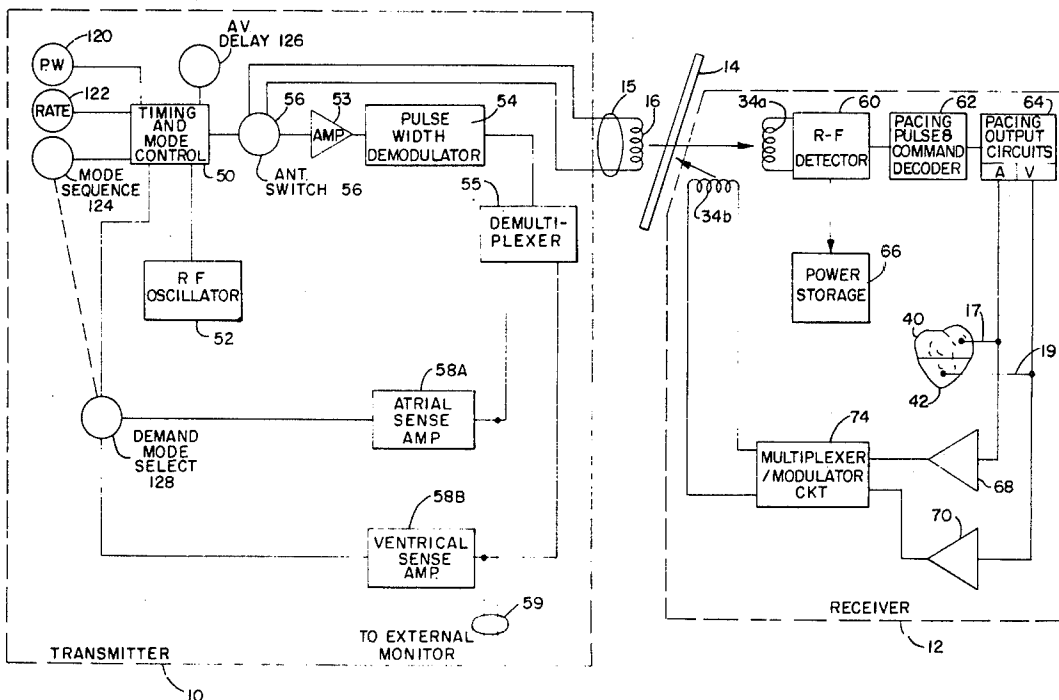 120
PW
AV
DELAY 126
122
RATE
TIMING
AND
MODE
CONTROL
50
MODE
SEQUENCE
124
56
ANT.
SWITCH 56
53
AMP
54
PULSE
WIDTH
DEMODULATOR
55
DEMULTI-
PLEXER
R F
OSCILLATOR
52
58A
ATRIAL
SENSE
AMP
DEMAND
MODE
SELECT
128
58B
VENTRICAL
SENSE
AMP.
59
TO EXTERNAL
MONITOR
TRANSMITTER
10
15
16
14
34a
34b
60
R-F
DETECTOR
62
PACING
PULSE&
COMMAND
DECODER
64
PACING
OUTPUT
CIRCUITS
A V
POWER
STORAGE
66
40
17
19
42
74
MULTIPLEXER
/MODULATOR
CKT
68
70
RECEIVER
12